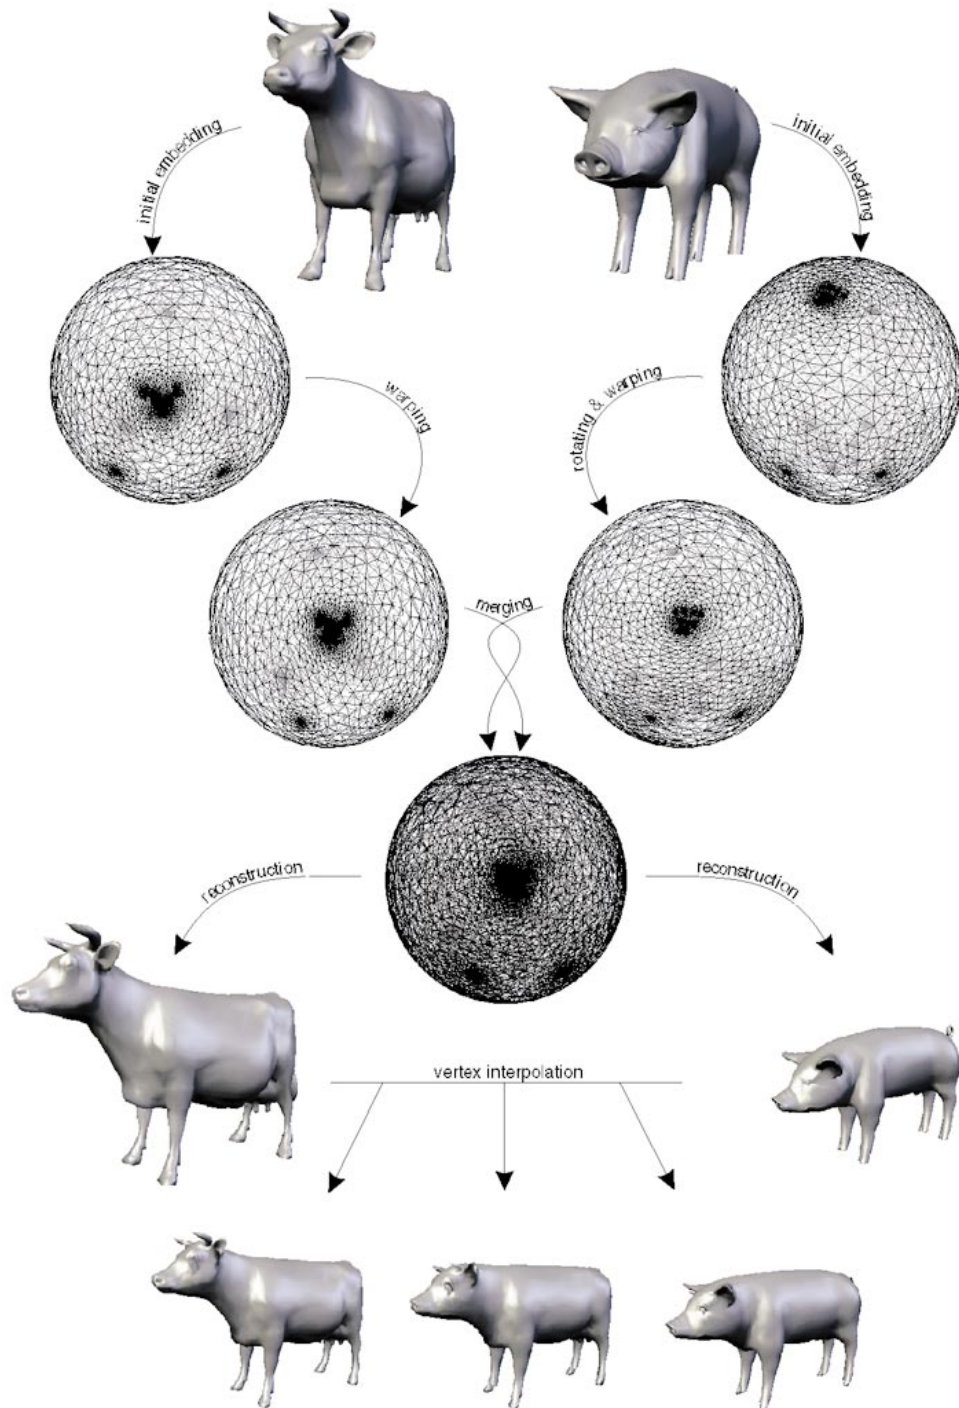 initial embedding
initial embedding
warping
rotating & warping
merging
reconstruction
reconstruction
vertex interpolation